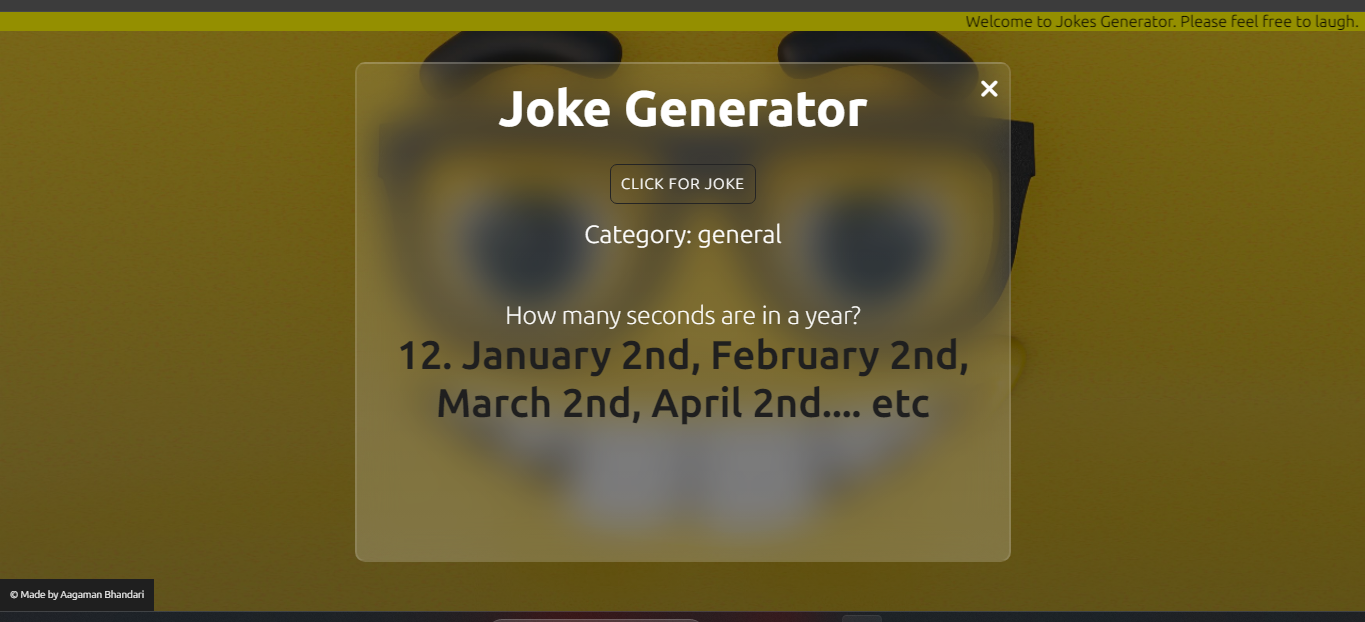 Welcome to Jokes Generator. Please feel free to laugh.
Joke Generator
CLICK FOR JOKE
Category: general
How many seconds are in a year?
12. January 2nd, February 2nd,
March 2nd, April 2nd.... etc
© Made by Aagaman Bhandari